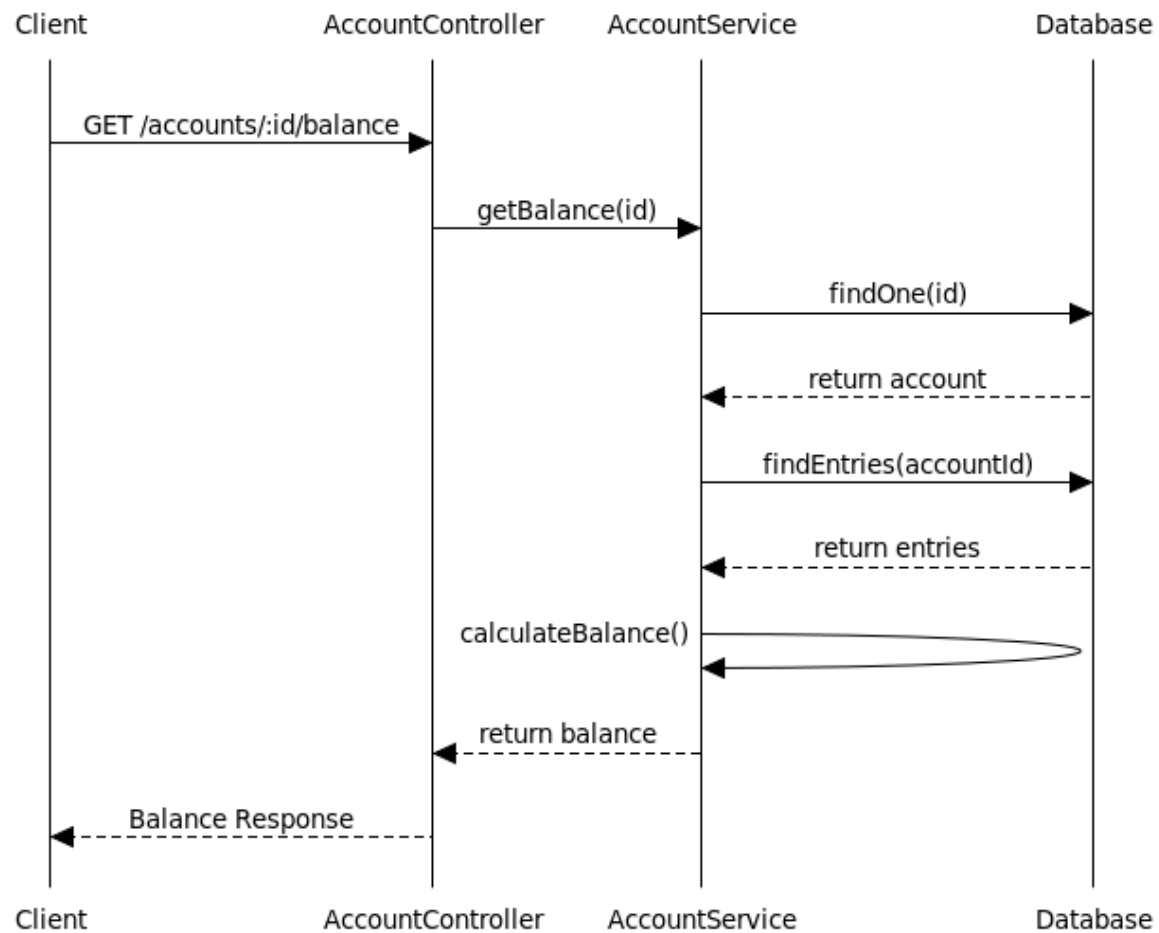 Client AccountController AccountService Database
GET /accounts/:id/balance
getBalance(id)
findOne(id)
return account
findEntries(accountId)
return entries
calculateBalance()
return balance
Balance Response
Client AccountController AccountService Database